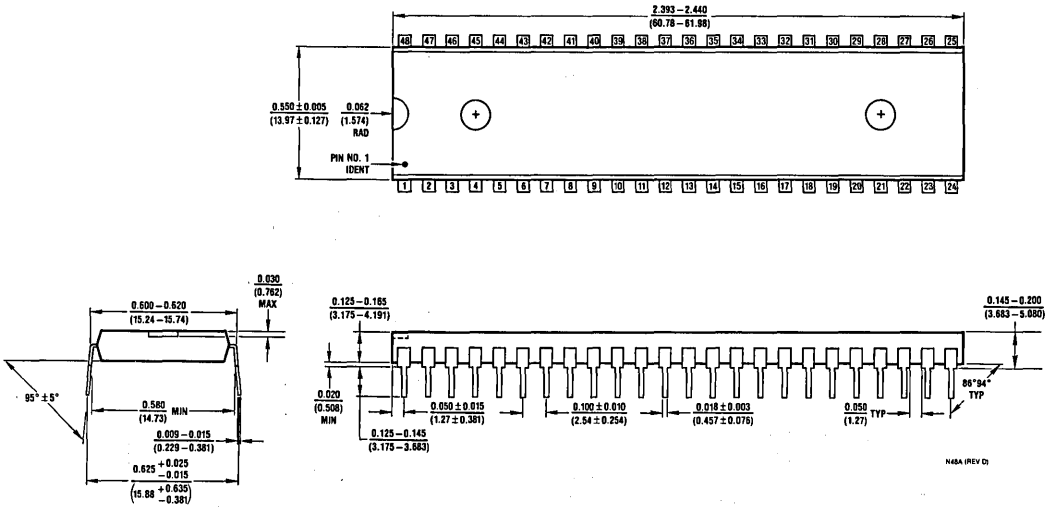 2.393–2.440
(60.78–61.98)
48 47 46 45 44 43 42 41 40 39 38 37 36 35 34 33 32 31 30 29 28 27 26 25
0.550 ± 0.005
(13.97 ± 0.127)
0.062
(1.574)
RAD
PIN NO. 1
IDENT
1 2 3 4 5 6 7 8 9 10 11 12 13 14 15 16 17 18 19 20 21 22 23 24
0.030
(0.762)
MAX
0.600–0.620
(15.24–15.74)
0.125–0.165
(3.175–4.191)
0.145–0.200
(3.683–5.080)
95° ± 5°
0.580
(14.73)
MIN
0.020
(0.508)
MIN
0.050 ± 0.015
(1.27 ± 0.381)
0.100 ± 0.010
(2.54 ± 0.254)
0.018 ± 0.003
(0.457 ± 0.076)
0.050
(1.27)
TYP
86°94°
TYP
0.009–0.015
(0.229–0.381)
0.125–0.145
(3.175–3.683)
0.625 +0.025
−0.015
(15.88 +0.635
−0.381)
N48A (REV D)